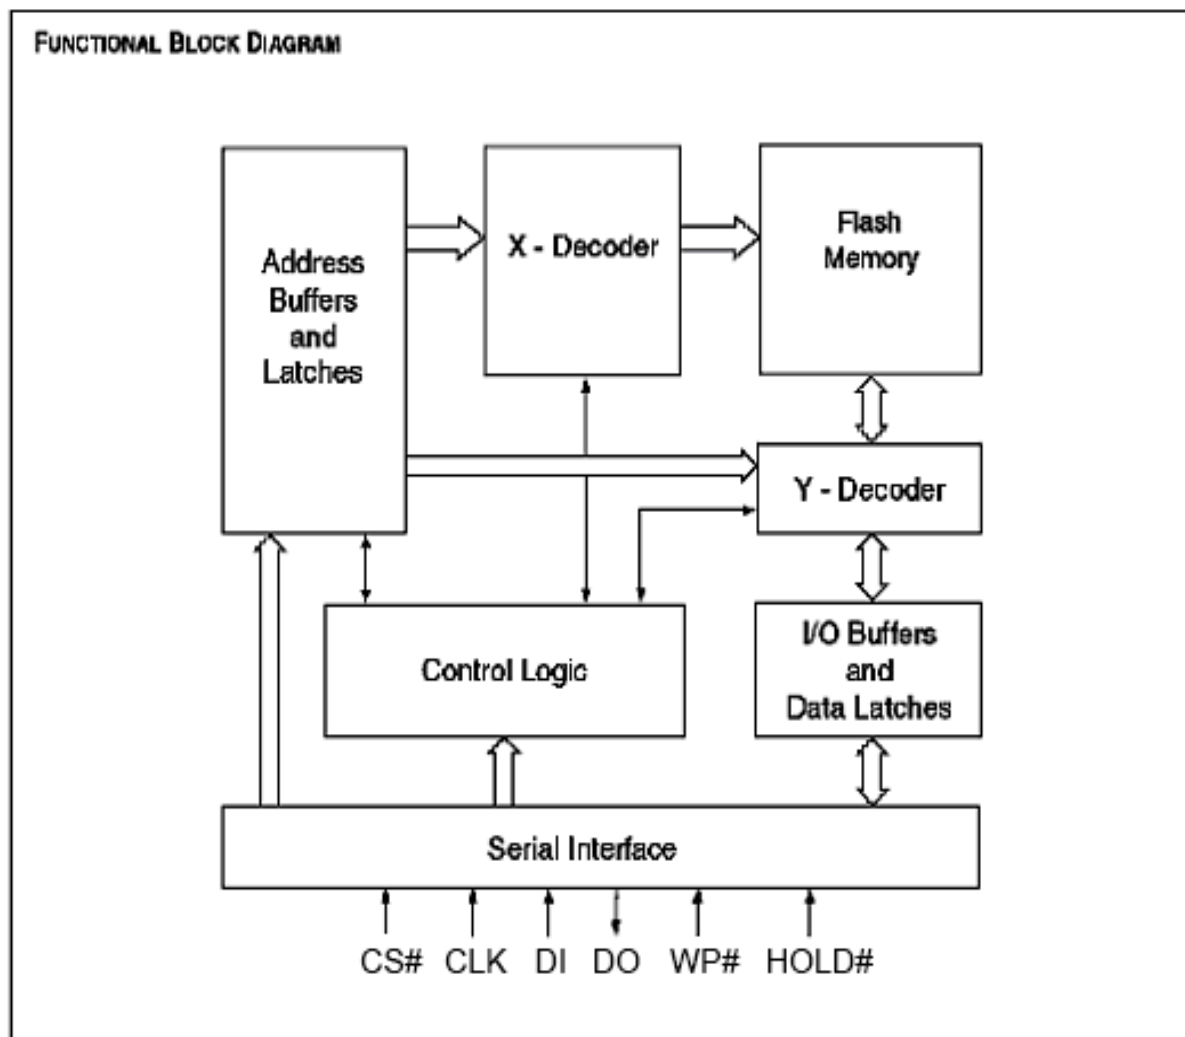 FUNCTIONAL BLOCK DIAGRAM
Address
Buffers
and
Latches
X - Decoder
Flash
Memory
Y - Decoder
Control Logic
I/O Buffers
and
Data Latches
Serial Interface
CS# CLK DI DO WP# HOLD#